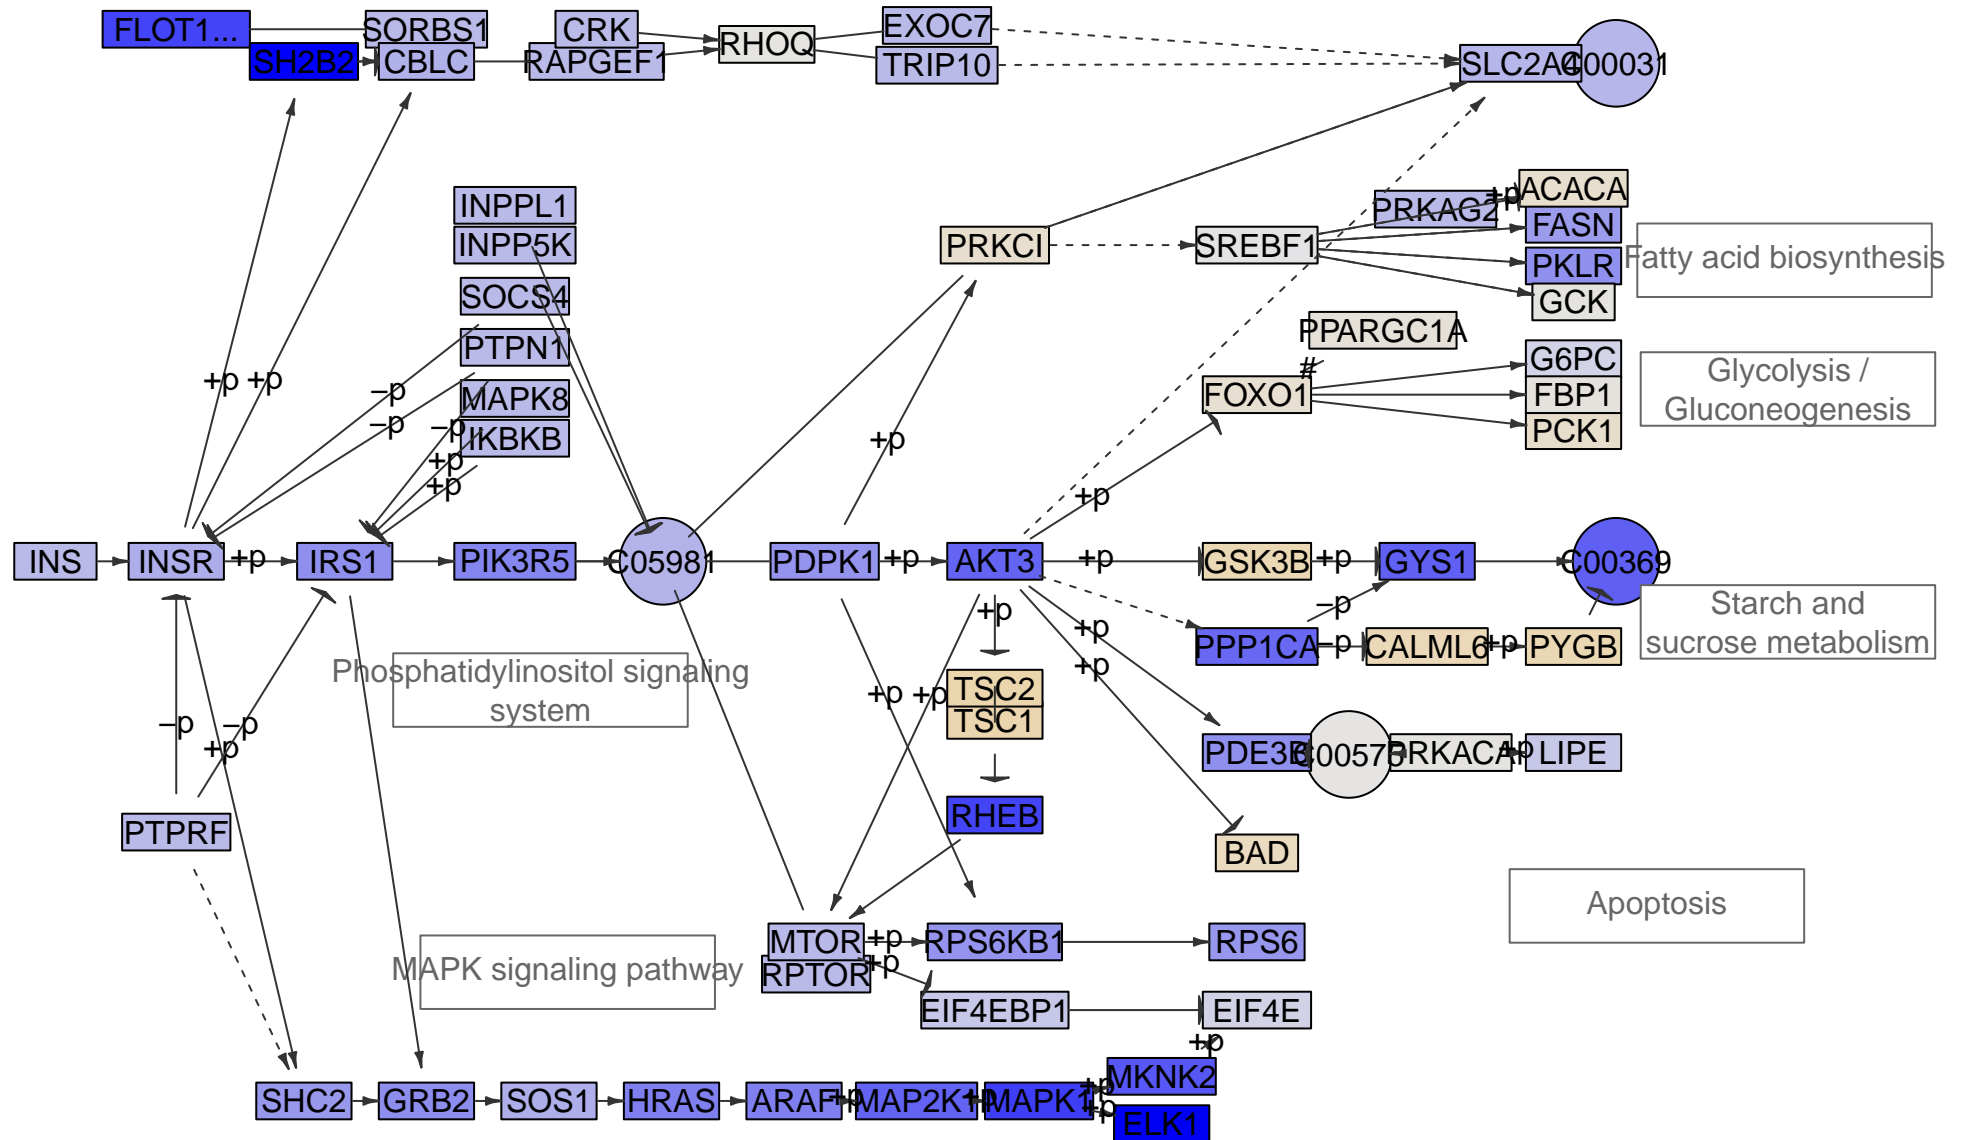 FLOT1...
SORBS1
CRK
EXOC7
SH2B2
CBLC
RAPGEF1
RHOQ
TRIP10
SLC2A4
C00031
INPPL1
INPP5K
PRKCI
SREBF1
PRKAG2
+p
ACACA
FASN
PKLR
GCK
Fatty acid biosynthesis
SOCS4
PTPN1
MAPK8
IKBKB
PPARGC1A
#
FOXO1
G6PC
FBP1
PCK1
Glycolysis /
Gluconeogenesis
+p
+p
–p
–p
–p
+p
+p
+p
+p
INS
INSR
+p
IRS1
PIK3R5
C05981
PDPK1
+p
AKT3
+p
GSK3B
+p
GYS1
C00369
–p
+p
+p
+p
PPP1CA
–p
CALML6
+p
PYGB
Starch and
sucrose metabolism
Phosphatidylinositol signaling
system
+p
+p
TSC2
TSC1
–p
–p
+p
PDE3B
C00575
PRKACA
+p
LIPE
PTPRF
RHEB
BAD
Apoptosis
MAPK signaling pathway
MTOR
RPTOR
+p
+p
RPS6KB1
RPS6
EIF4EBP1
EIF4E
+p
SHC2
GRB2
SOS1
HRAS
ARAF
+p
MAP2K1
+p
MAPK1
+p
+p
MKNK2
ELK1